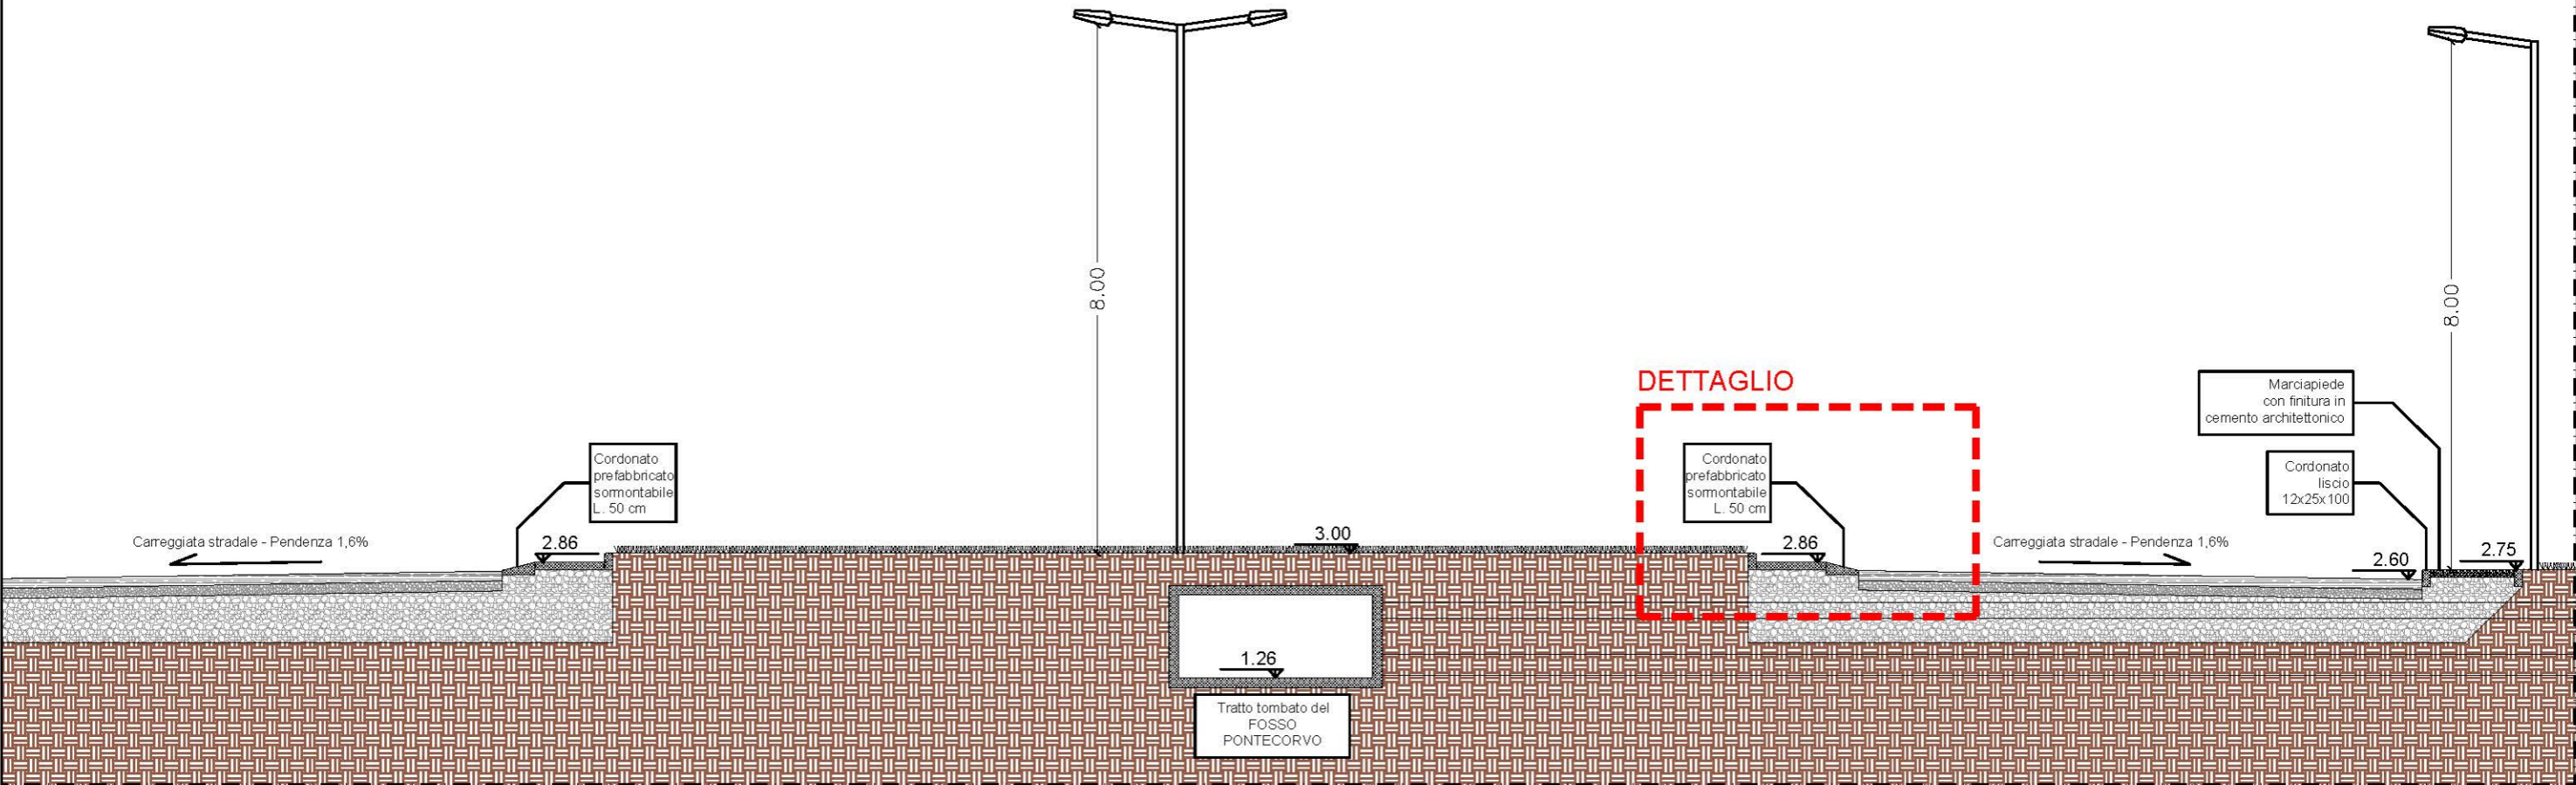 8.00
8.00
DETTAGLIO
Marciapiede
con finitura in
cemento architettonico
Cordonato
prefabbricato
sormontabile
L. 50 cm
Cordonato
prefabbricato
sormontabile
L. 50 cm
Cordonato
liscio
12x25x100
Carreggiata stradale - Pendenza 1,6%
2.86
3.00
2.86
Carreggiata stradale - Pendenza 1,6%
2.60
2.75
1.26
Tratto tombato del
FOSSO
PONTECORVO